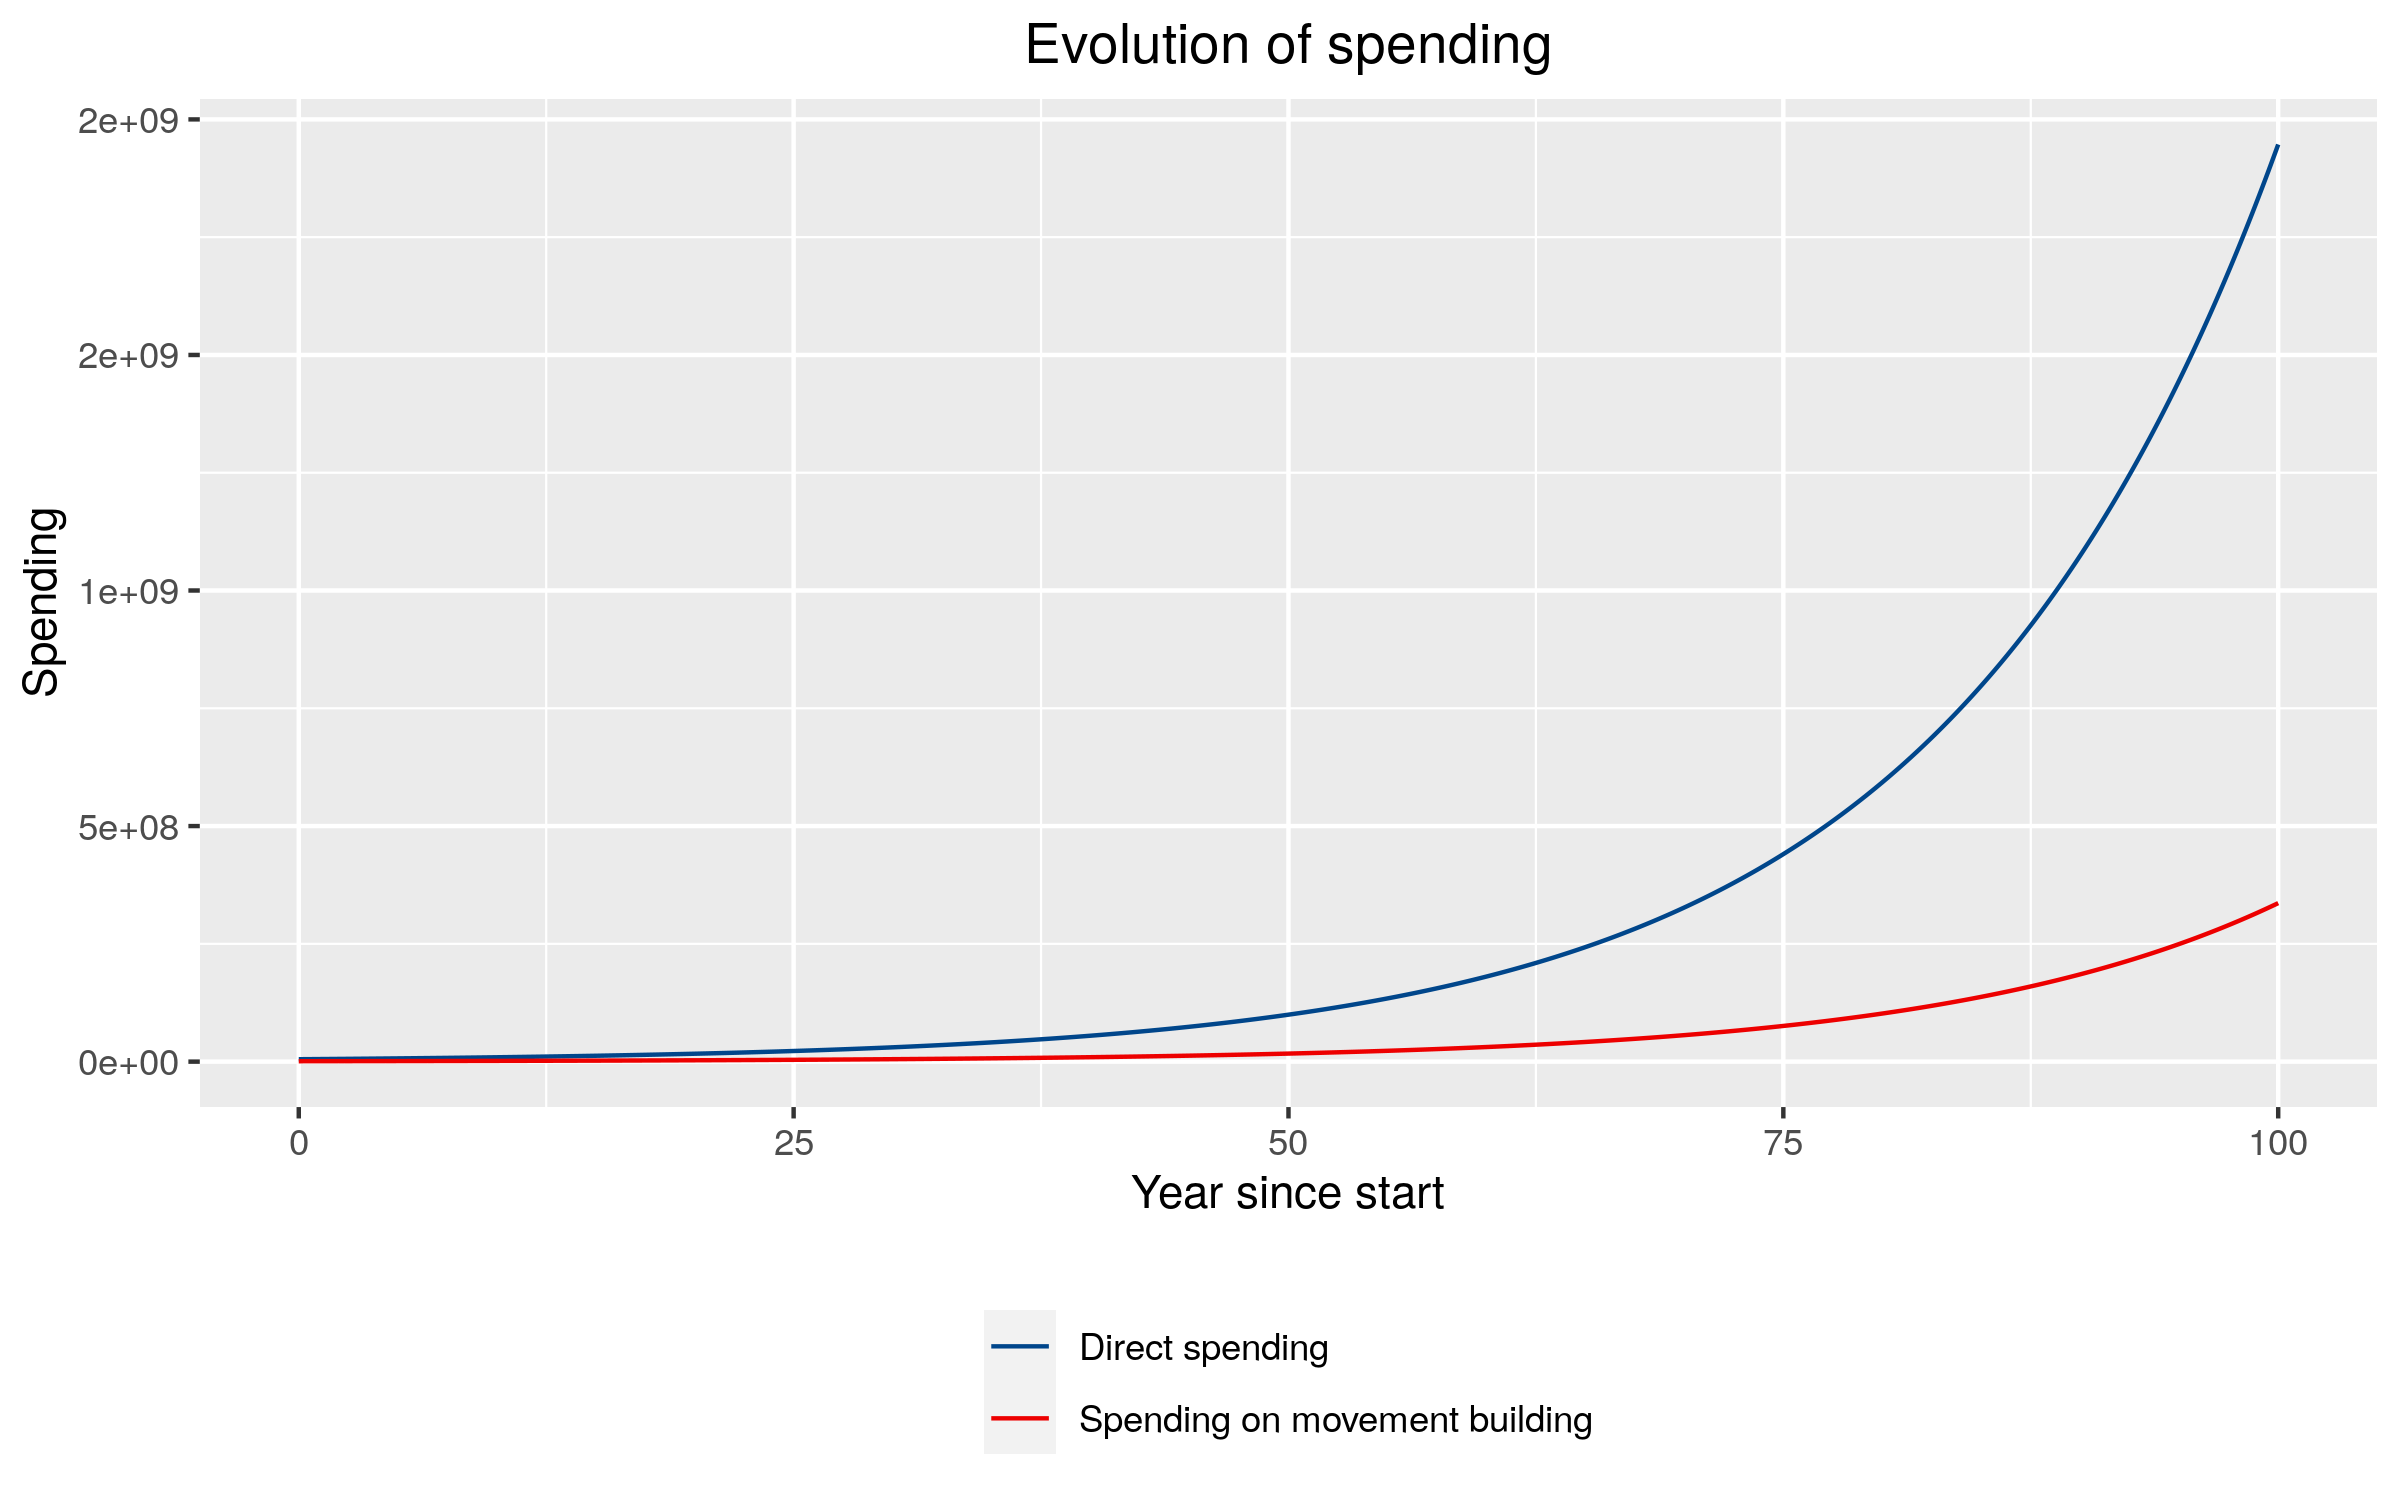 Evolution of spending
2e+09
2e+09
1e+09
5e+08
0e+00
Spending
0 25 50 75 100
Year since start
Direct spending
Spending on movement building